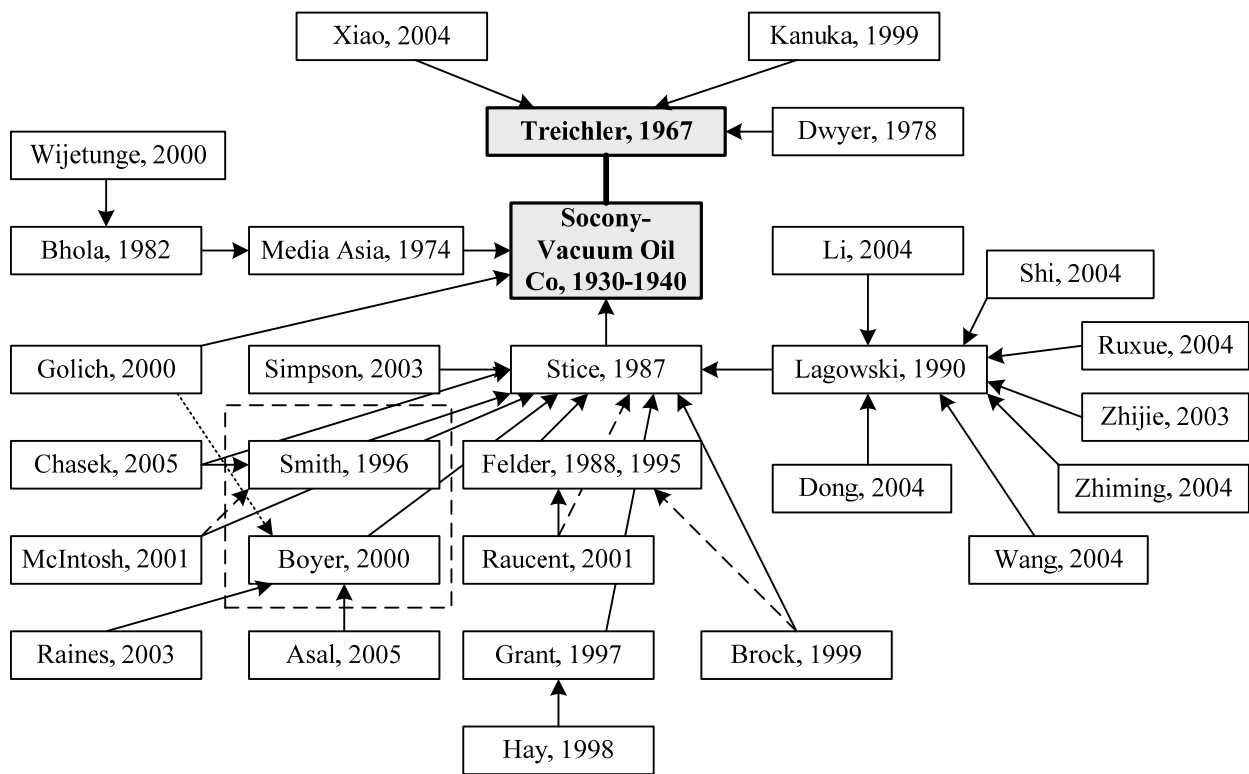 Xiao, 2004
Kanuka, 1999
Treichler, 1967
Dwyer, 1978
Wijetunge, 2000
Bhola, 1982
Media Asia, 1974
Socony-
Vacuum Oil
Co, 1930-1940
Li, 2004
Shi, 2004
Golich, 2000
Simpson, 2003
Stice, 1987
Lagowski, 1990
Ruxue, 2004
Zhijie, 2003
Chasek, 2005
Smith, 1996
Felder, 1988, 1995
Dong, 2004
Zhiming, 2004
McIntosh, 2001
Boyer, 2000
Raucent, 2001
Wang, 2004
Raines, 2003
Asal, 2005
Grant, 1997
Brock, 1999
Hay, 1998